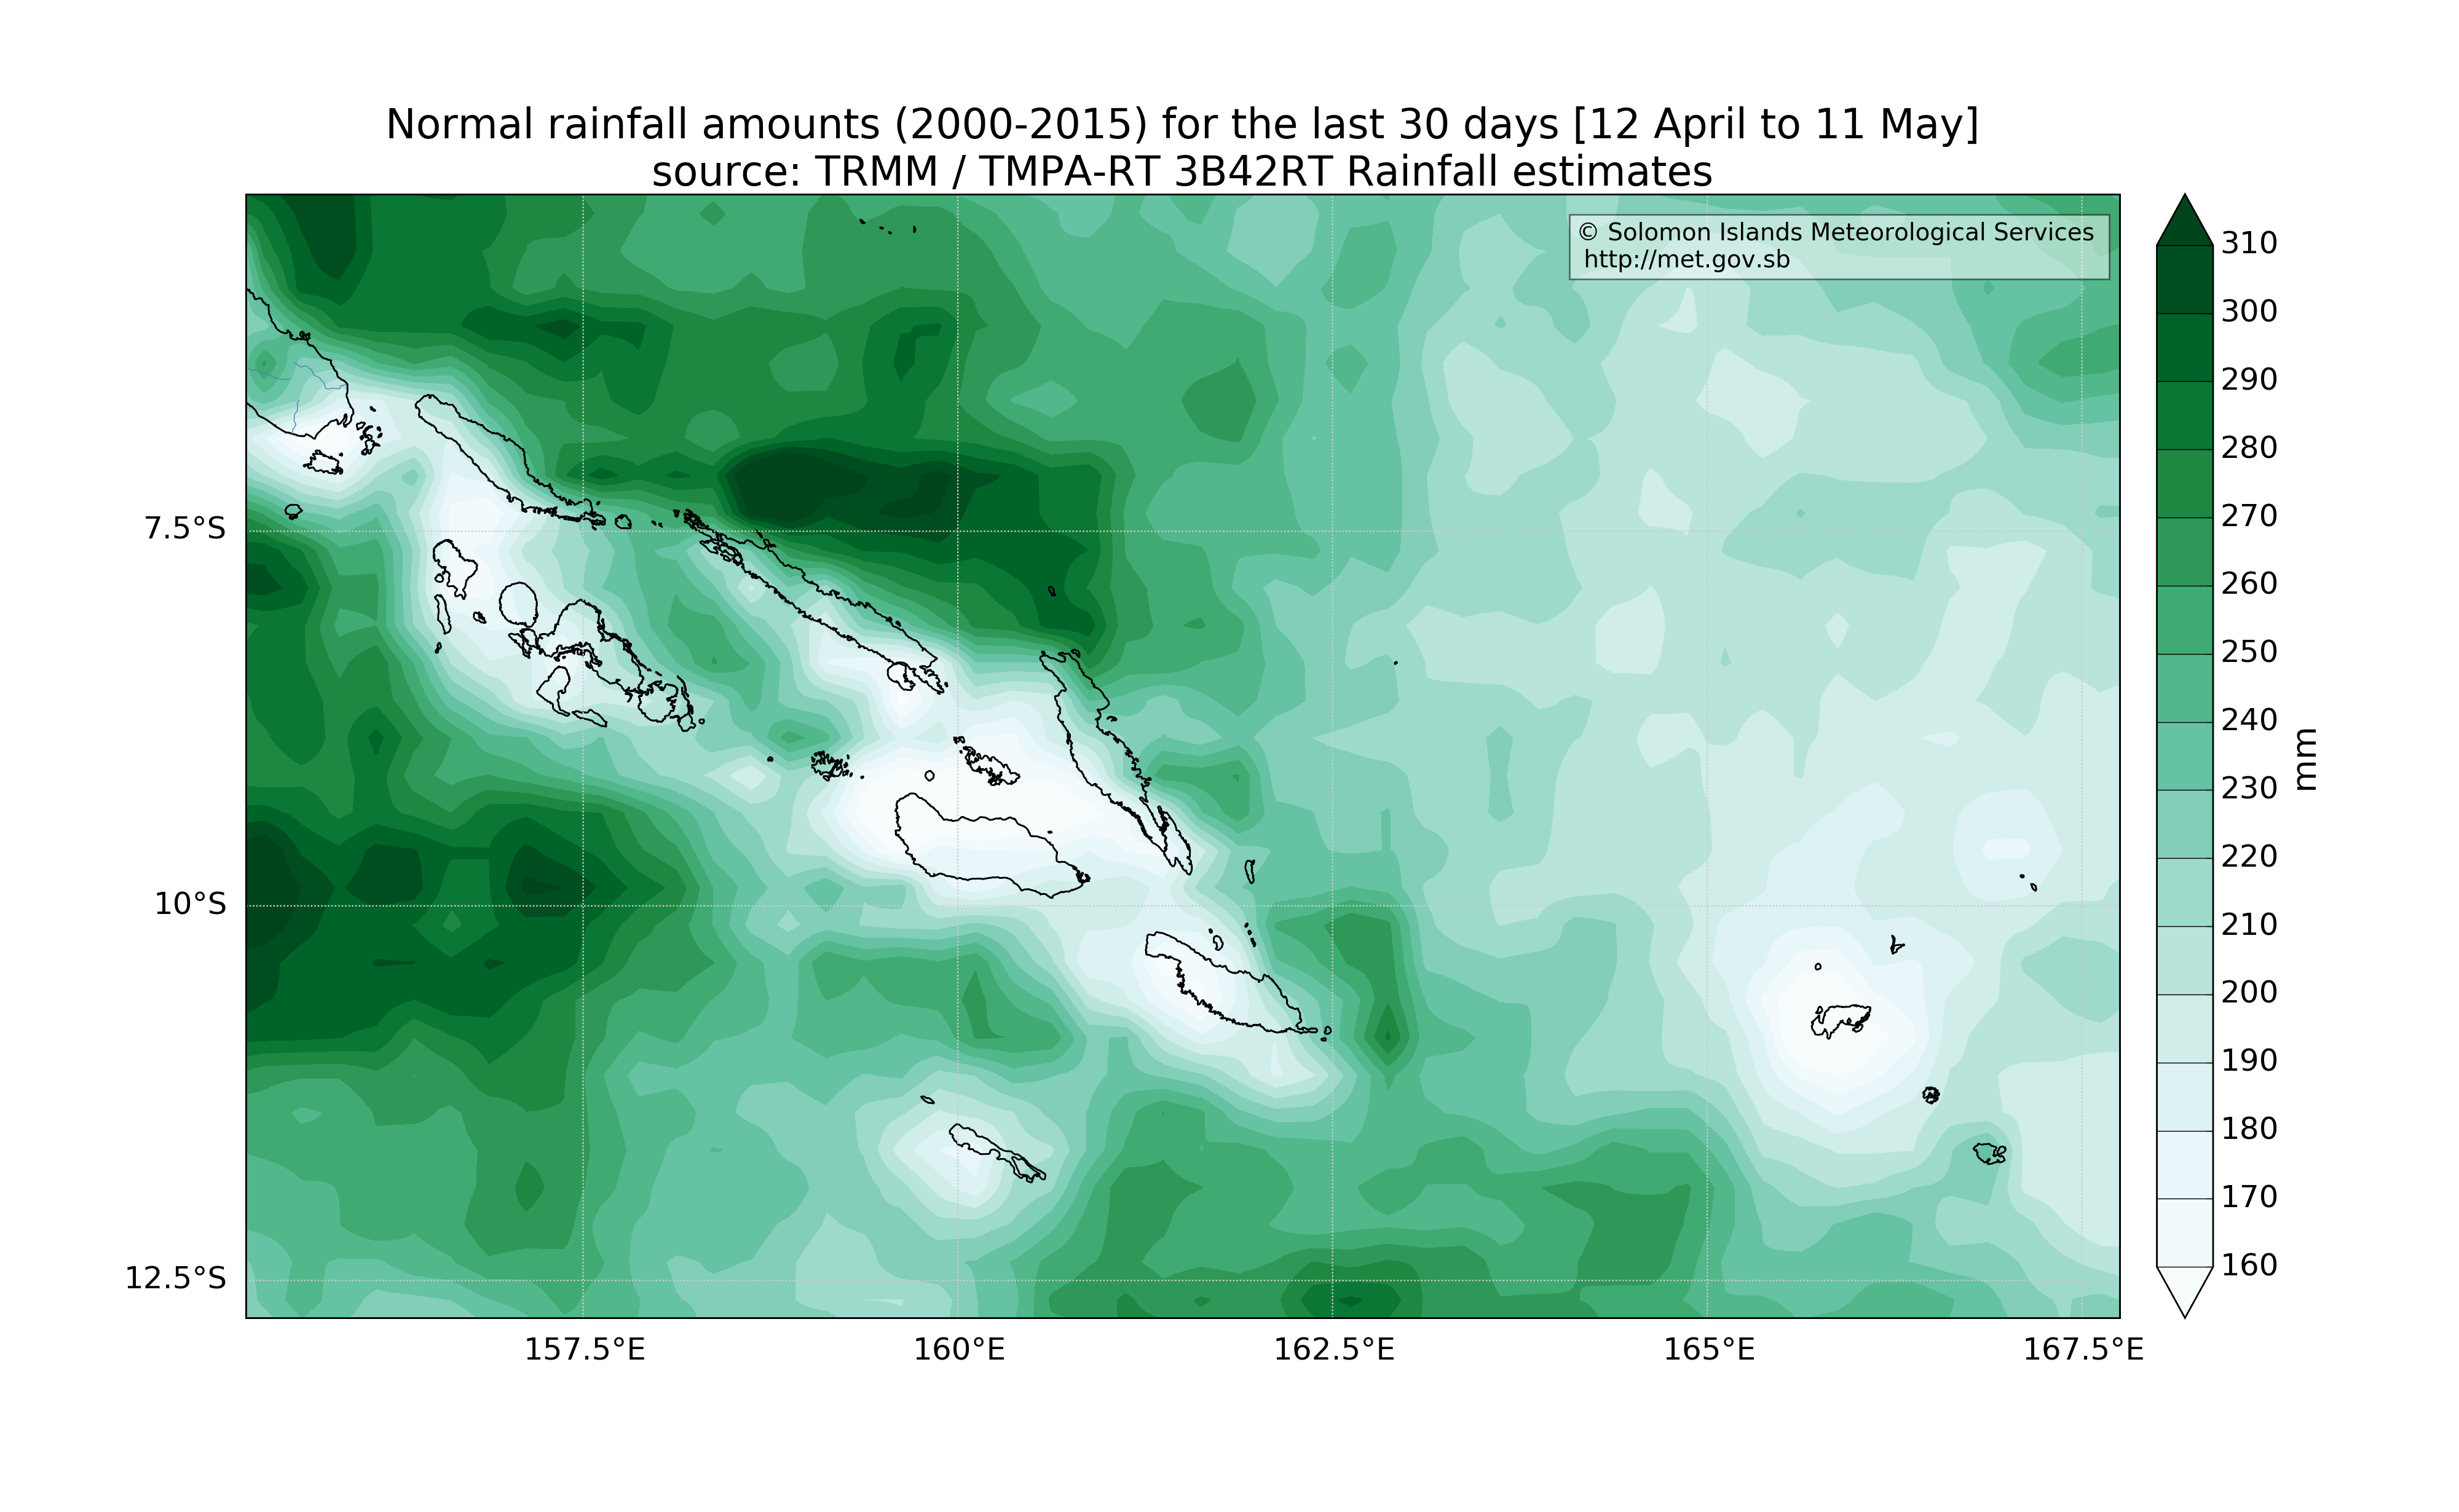 Normal rainfall amounts (2000-2015) for the last 30 days [12 April to 11 May]
source: TRMM / TMPA-RT 3B42RT Rainfall estimates
© Solomon Islands Meteorological Services
http://met.gov.sb
7.5°S
10°S
12.5°S
157.5°E
160°E
162.5°E
165°E
167.5°E
310
300
290
280
270
260
250
240
230
220
210
200
190
180
170
160
mm